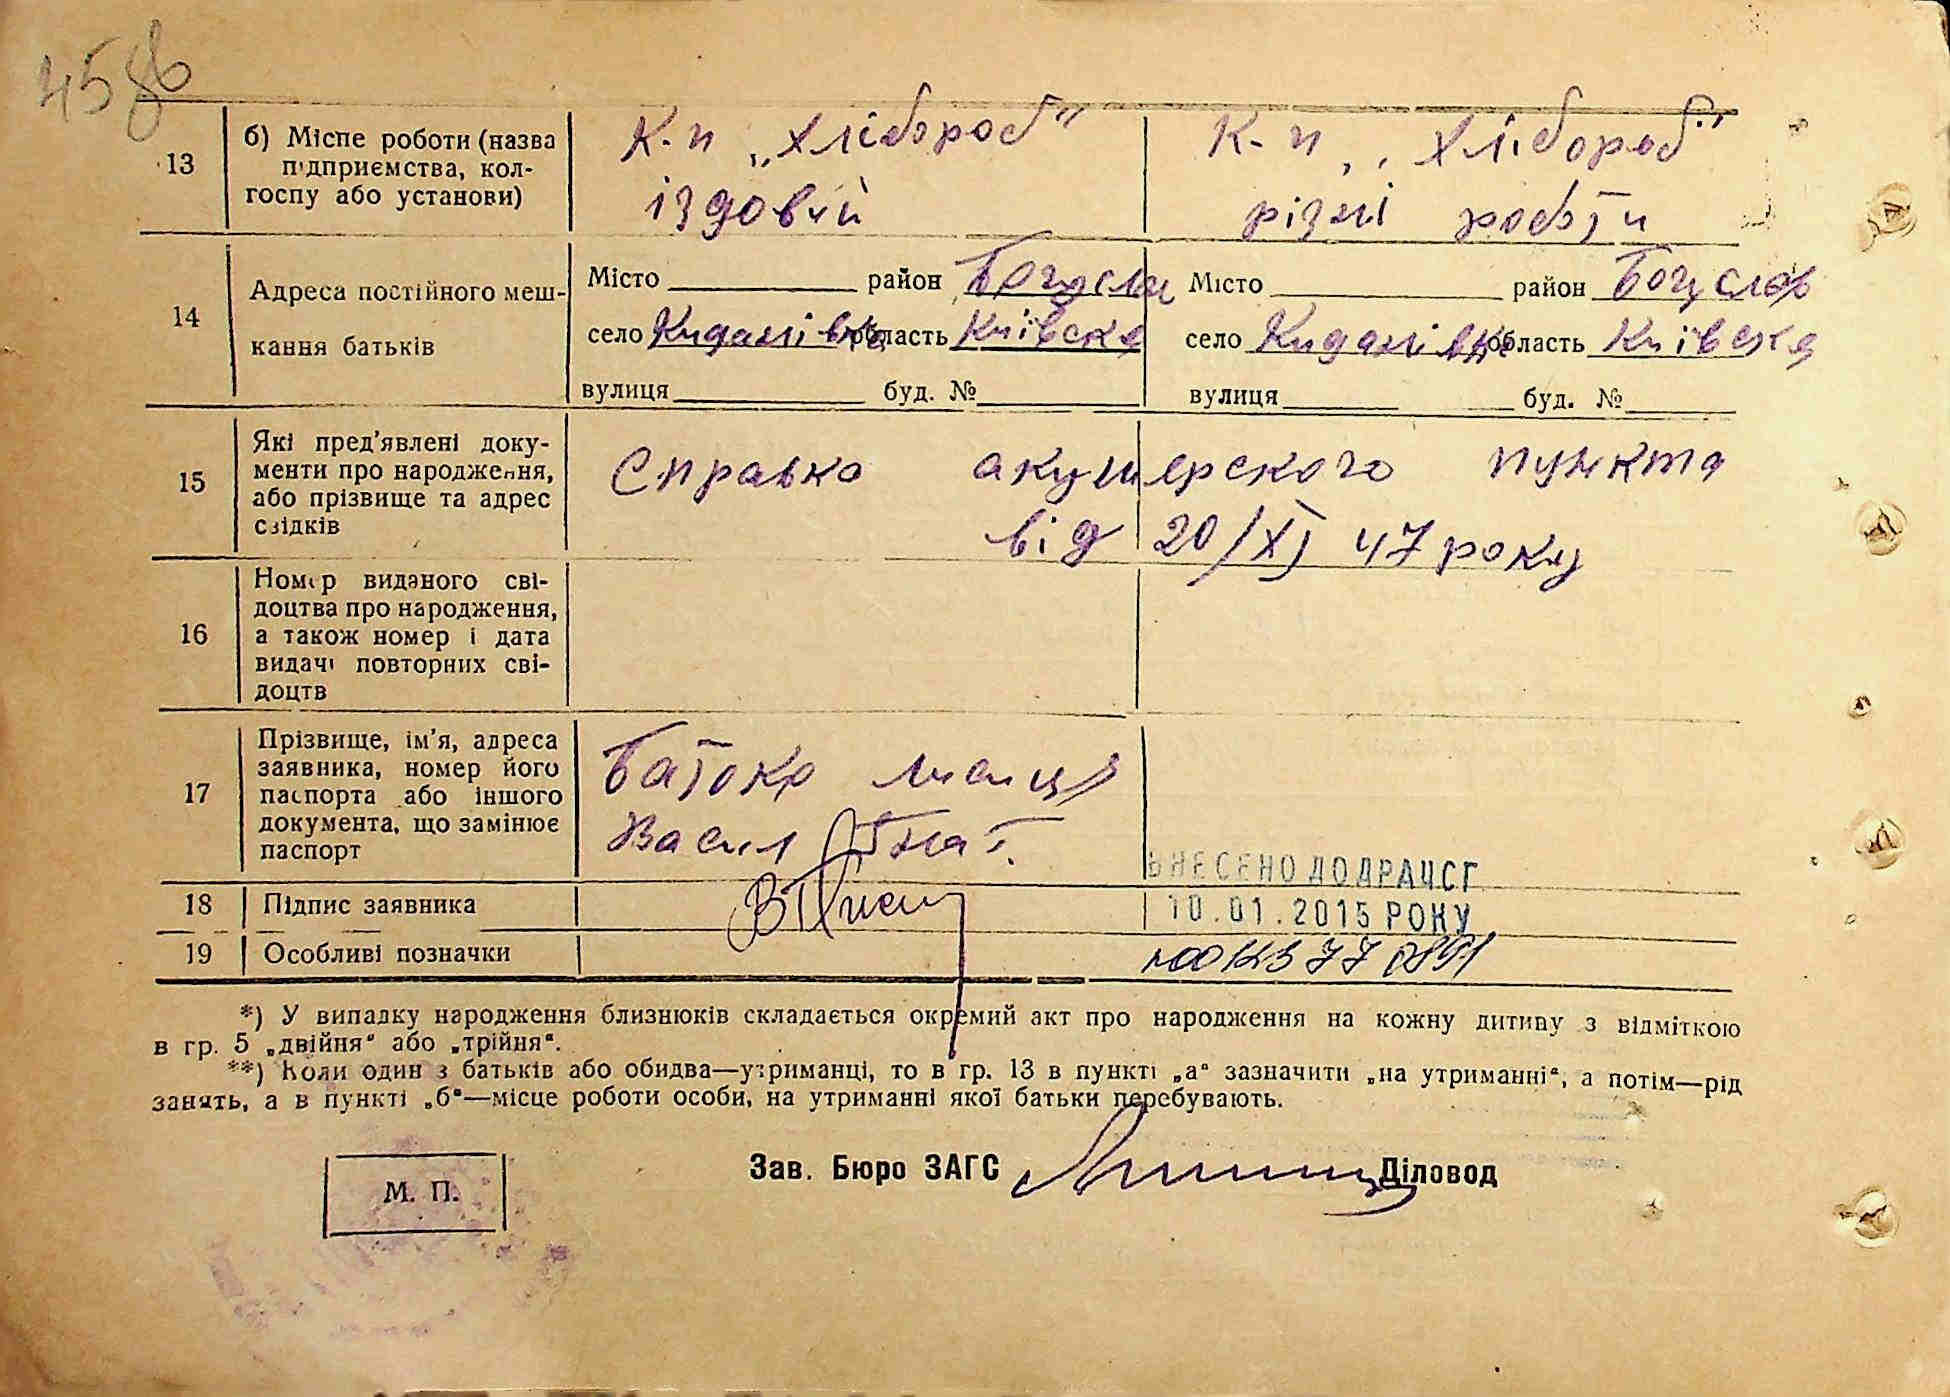 45 зв
13
б) Місце роботи (назва
підприємства, кол-
госпу або установи)
К-п „Хлібороб"
їздовий
К-п „Хлібороб"
різні роботи
14
Адреса постійного меш-
кання батьків
Місто район Богуслав
село Киданівка область Київська
вулиця буд. №
Місто район Богуслав
село Киданівка область Київська
вулиця буд. №
15
Які пред'явлені доку-
менти про народження,
або прізвище та адрес
свідків
Справка акушерского пункта
від 20/XI 47 року
16
Номер виданого сві-
доцтва про народження,
а також номер і дата
видачі повторних сві-
доцтв
17
Прізвище, ім'я, адреса
заявника, номер його
паспорта або іншого
документа, що замінює
паспорт
Батько
Васил
18
Підпис заявника
ВНЕСЕНО ДО ДРАЦСГ
10.01.2015 РОКУ
19
Особливі позначки
*) У випадку народження близнюків складається окремий акт про народження на кожну дитину з відміткою
в гр. 5 „двійня" або „трійня".
**) Коли один з батьків або обидва—утриманці, то в гр. 13 в пункті „а" зазначити „на утриманні", а потім—рід
занять, а в пункті „б"—місце роботи особи, на утриманні якої батьки перебувають.
М. П.
Зав. Бюро ЗАГС Діловод